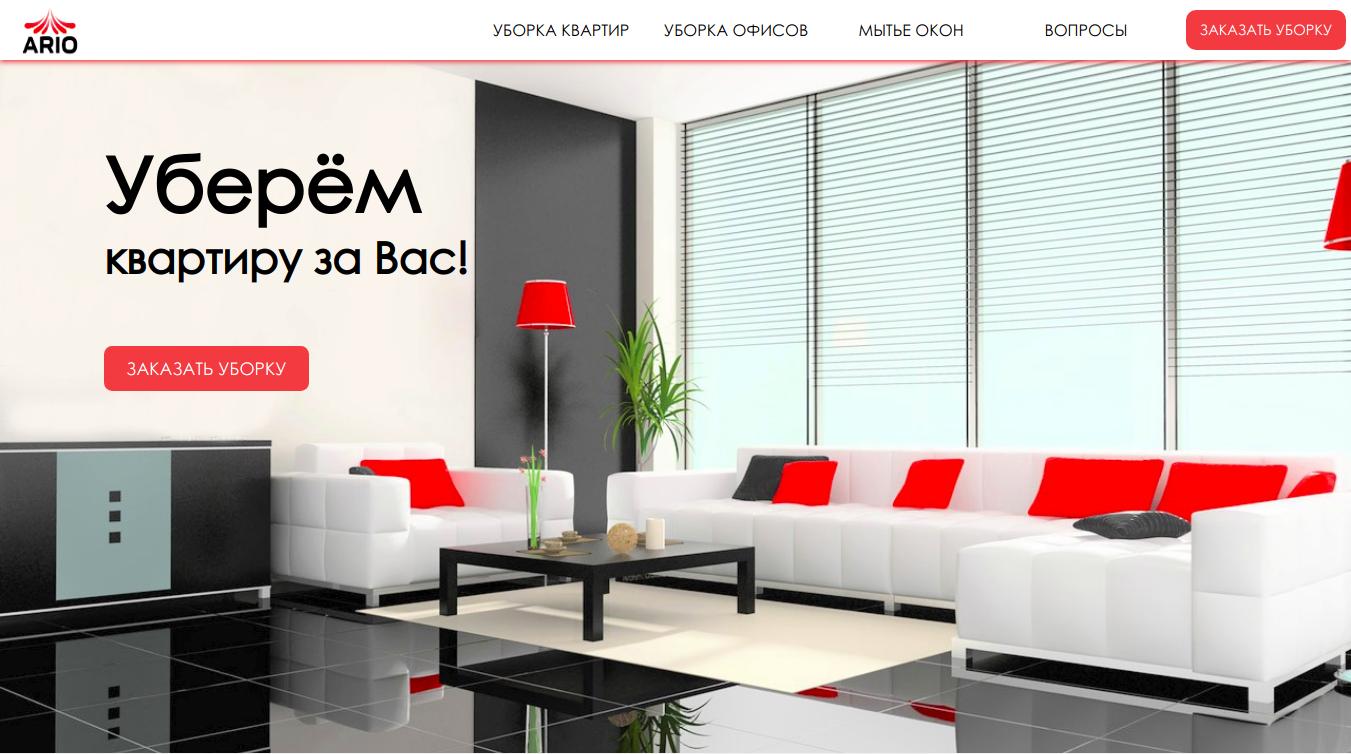 ARIO
УБОРКА КВАРТИР
УБОРКА ОФИСОВ
МЫТЬЕ ОКОН
ВОПРОСЫ
ЗАКАЗАТЬ УБОРКУ
Уберём
квартиру за Вас!
ЗАКАЗАТЬ УБОРКУ